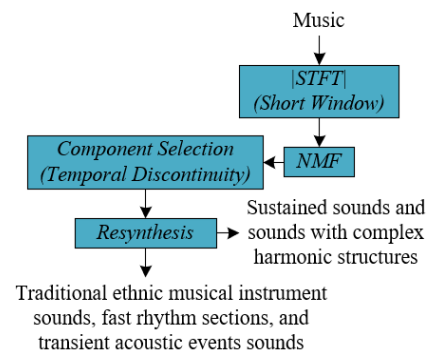 Music
|STFT|
(Short Window)
Component Selection
(Temporal Discontinuity)
NMF
Resynthesis
Sustained sounds and
sounds with complex
harmonic structures
Traditional ethnic musical instrument
sounds, fast rhythm sections, and
transient acoustic events sounds